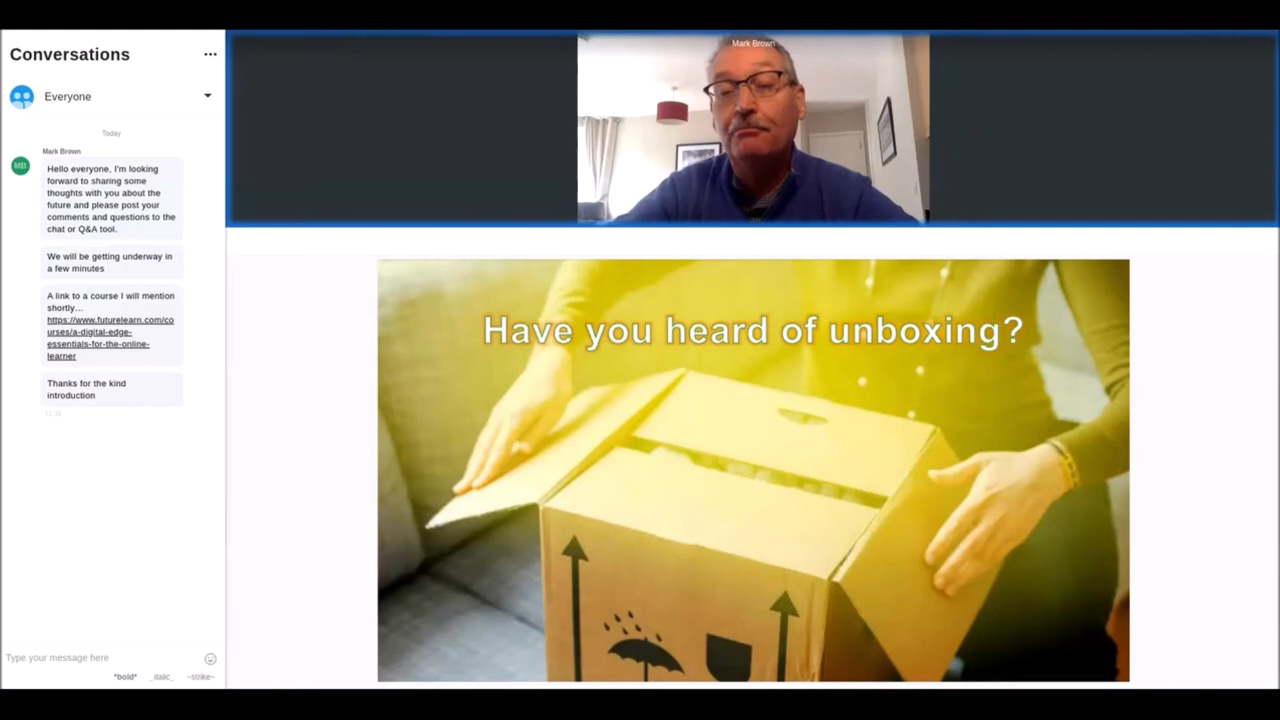 Conversations
Everyone
Today
Mark Brown
MB
Hello everyone, I'm looking
forward to sharing some
thoughts with you about the
future and please post your
comments and questions to the
chat or Q&A tool.
We will be getting underway in
a few minutes
A link to a course I will mention
shortly...
https://www.futurelearn.com/co
urses/a-digital-edge-
essentials-for-the-online-
learner
Thanks for the kind
introduction
Type your message here
*bold* _italic_ ~strike~
Mark Brown
Have you heard of unboxing?